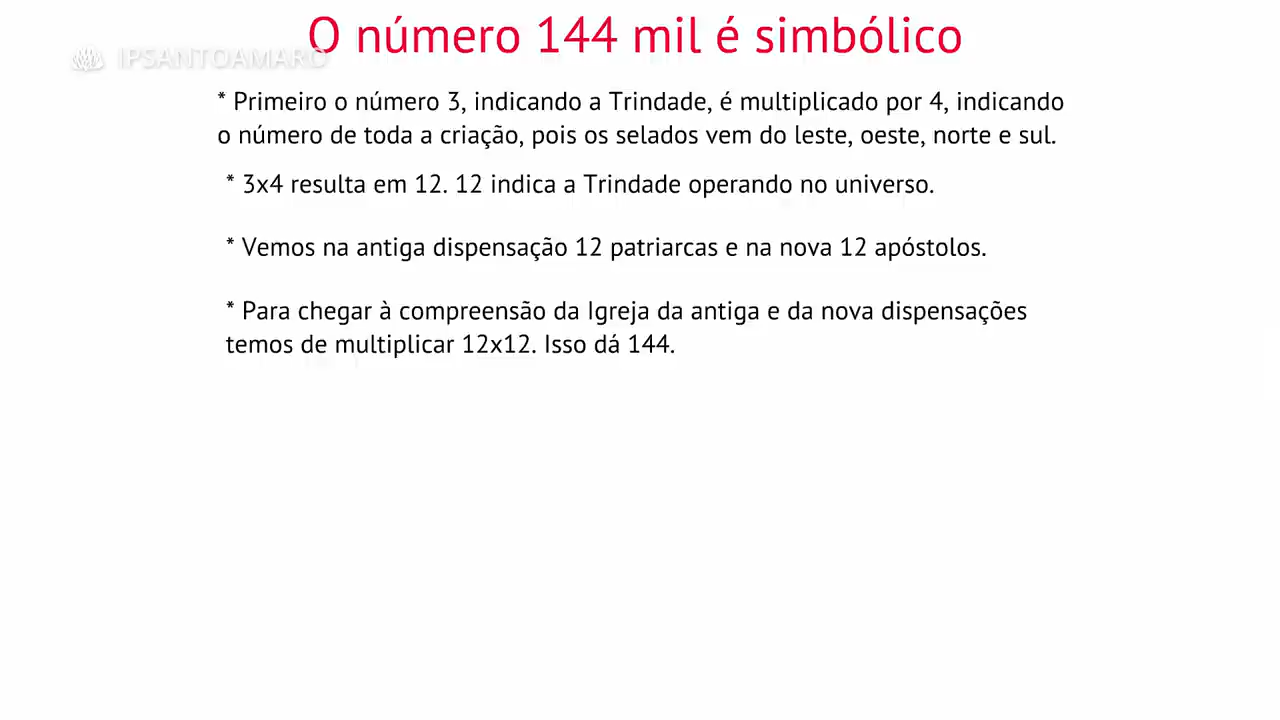 O número 144 mil é simbólico
IPSANTOAMARO
* Primeiro o número 3, indicando a Trindade, é multiplicado por 4, indicando
o número de toda a criação, pois os selados vem do leste, oeste, norte e sul.
* 3x4 resulta em 12. 12 indica a Trindade operando no universo.
* Vemos na antiga dispensação 12 patriarcas e na nova 12 apóstolos.
* Para chegar à compreensão da Igreja da antiga e da nova dispensações
temos de multiplicar 12x12. Isso dá 144.